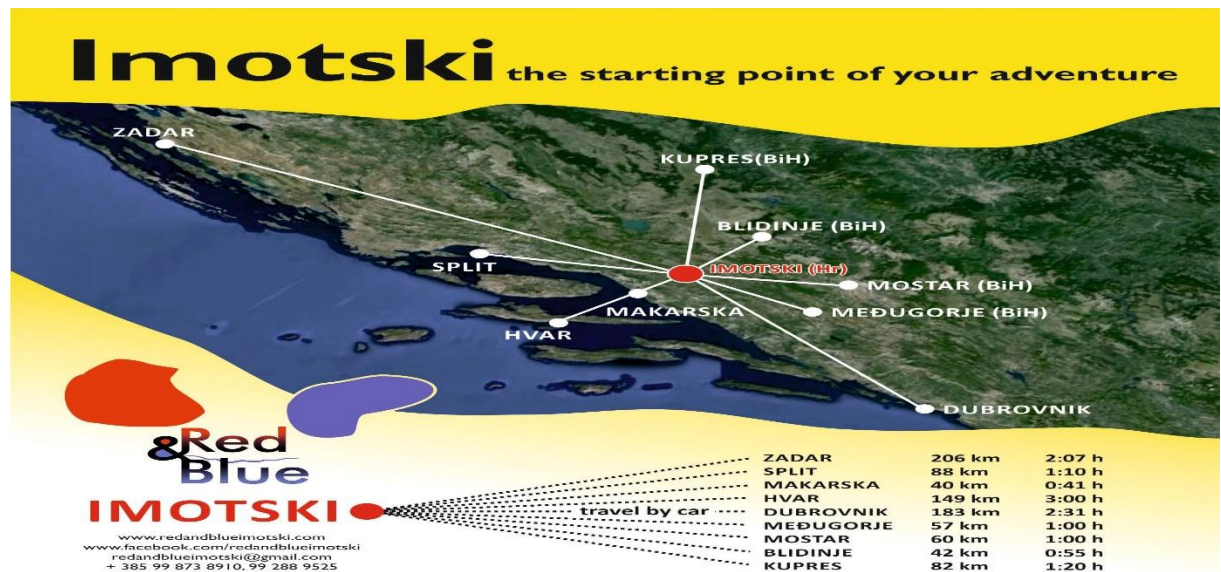 Imotski the starting point of your adventure
ZADAR
KUPRES(BiH)
BLIDINJE (BiH)
SPLIT
IMOTSKI (Hr)
MOSTAR (BiH)
MAKARSKA
MEĐUGORJE (BiH)
HVAR
DUBROVNIK
&Red
Blue
IMOTSKI
www.redandblueimotski.com
www.facebook.com/redandblueimotski
redandblueimotski@gmail.com
+ 385 99 873 8910, 99 288 9525
travel by car
ZADAR 206 km 2:07 h
SPLIT 88 km 1:10 h
MAKARSKA 40 km 0:41 h
HVAR 149 km 3:00 h
DUBROVNIK 183 km 2:31 h
MEĐUGORJE 57 km 1:00 h
MOSTAR 60 km 1:00 h
BLIDINJE 42 km 0:55 h
KUPRES 82 km 1:20 h